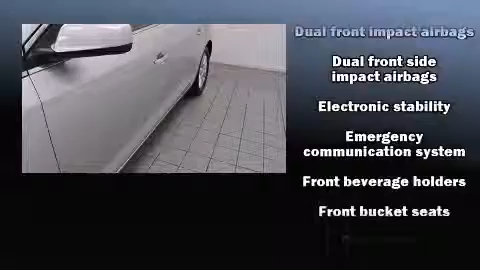 Dual front impact airbags
Dual front side
impact airbags
Electronic stability
Emergency
communication system
Front beverage holders
Front bucket seats